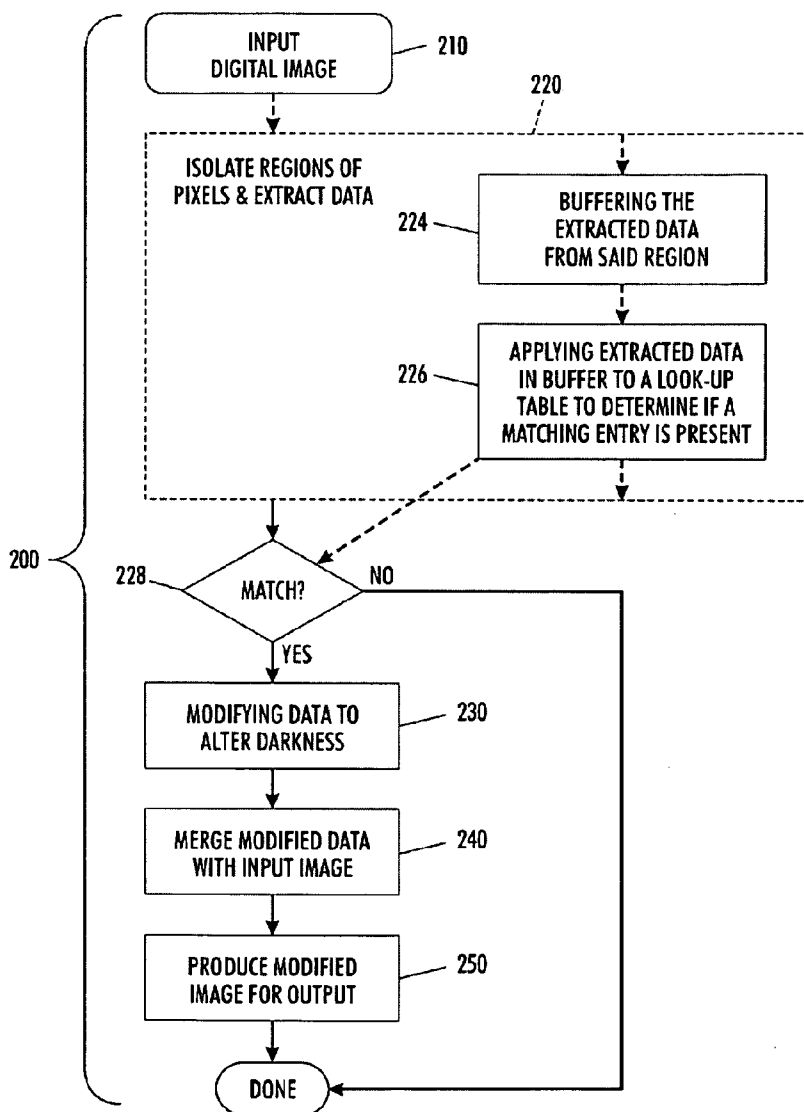 INPUT
DIGITAL IMAGE
210
220
ISOLATE REGIONS OF
PIXELS & EXTRACT DATA
224
BUFFERING THE
EXTRACTED DATA
FROM SAID REGION
226
APPLYING EXTRACTED DATA
IN BUFFER TO A LOOK-UP
TABLE TO DETERMINE IF A
MATCHING ENTRY IS PRESENT
200
228
MATCH?
NO
YES
MODIFYING DATA TO
ALTER DARKNESS
230
MERGE MODIFIED DATA
WITH INPUT IMAGE
240
PRODUCE MODIFIED
IMAGE FOR OUTPUT
250
DONE